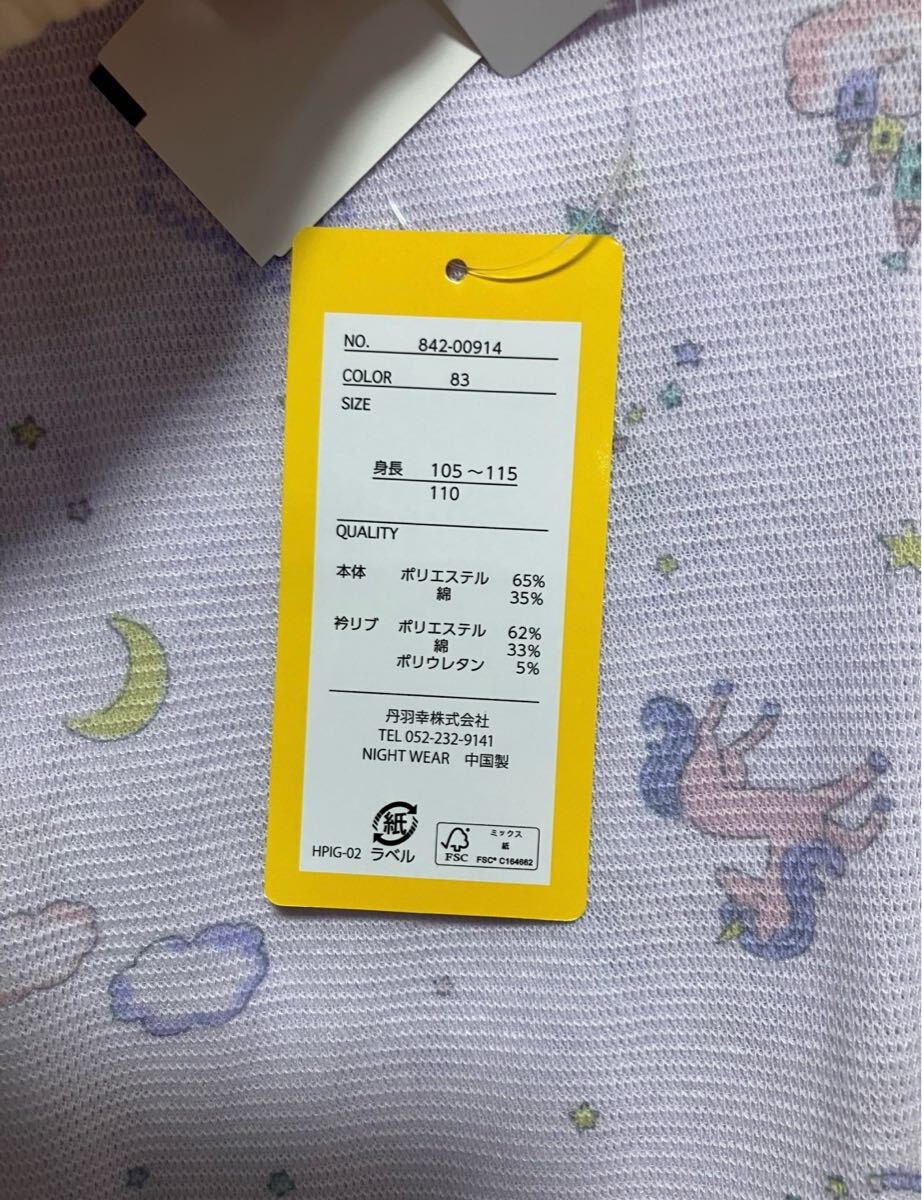 NO. 842-00914
COLOR 83
SIZE
身長 105～115
110
QUALITY
本体 ポリエステル 65%
綿 35%
衿リブ ポリエステル 62%
綿 33%
ポリウレタン 5%
丹羽幸株式会社
TEL 052-232-9141
NIGHT WEAR 中国製
紙
HPIG-02 ラベル
ミックス
紙
FSC FSC® C164662